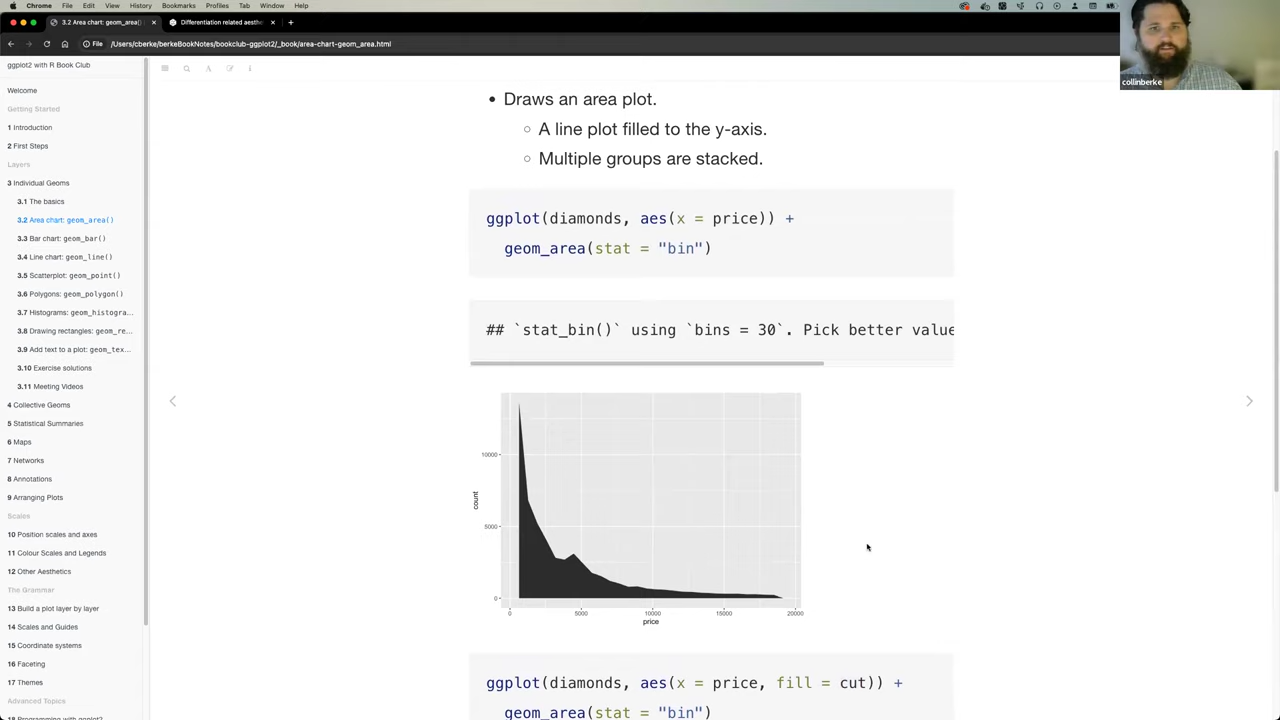 Chrome File Edit View History Bookmarks Profiles Tab Window Help
3.2 Area chart: geom_area() × Differentiation related aesthe × +
File /Users/cberke/berkeBookNotes/bookclub-ggplot2/_book/area-chart-geom_area.html
collinberke
ggplot2 with R Book Club
Welcome
Getting Started
1 Introduction
2 First Steps
Layers
3 Individual Geoms
3.1 The basics
3.2 Area chart: geom_area()
3.3 Bar chart: geom_bar()
3.4 Line chart: geom_line()
3.5 Scatterplot: geom_point()
3.6 Polygons: geom_polygon()
3.7 Histograms: geom_histogra…
3.8 Drawing rectangles: geom_re…
3.9 Add text to a plot: geom_tex…
3.10 Exercise solutions
3.11 Meeting Videos
4 Collective Geoms
5 Statistical Summaries
6 Maps
7 Networks
8 Annotations
9 Arranging Plots
Scales
10 Position scales and axes
11 Colour Scales and Legends
12 Other Aesthetics
The Grammar
13 Build a plot layer by layer
14 Scales and Guides
15 Coordinate systems
16 Faceting
17 Themes
Advanced Topics
18 Programming with ggplot2
• Draws an area plot.
○ A line plot filled to the y-axis.
○ Multiple groups are stacked.
ggplot(diamonds, aes(x = price)) +
geom_area(stat = "bin")
## `stat_bin()` using `bins = 30`. Pick better value
10000
5000
0
count
0 5000 10000 15000 20000
price
ggplot(diamonds, aes(x = price, fill = cut)) +
geom_area(stat = "bin")